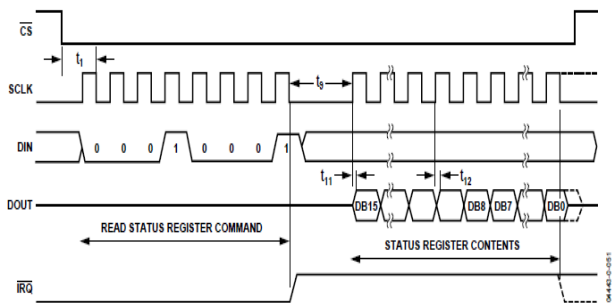 CS
t1
SCLK
t9
DIN
0 0 0 1 0 0 0 1
t11
t12
DOUT
DB15 DB8 DB7 DB0
READ STATUS REGISTER COMMAND
STATUS REGISTER CONTENTS
IRQ
04443-0-051